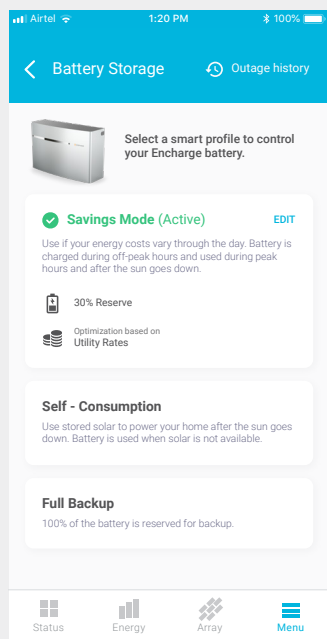 Airtel 1:20 PM 100%
Battery Storage Outage history
Select a smart profile to control
your Encharge battery.
Savings Mode (Active) EDIT
Use if your energy costs vary through the day. Battery is
charged during off-peak hours and used during peak
hours and after the sun goes down.
30% Reserve
Optimization based on
Utility Rates
Self - Consumption
Use stored solar to power your home after the sun goes
down. Battery is used when solar is not available.
Full Backup
100% of the battery is reserved for backup.
Status Energy Array Menu